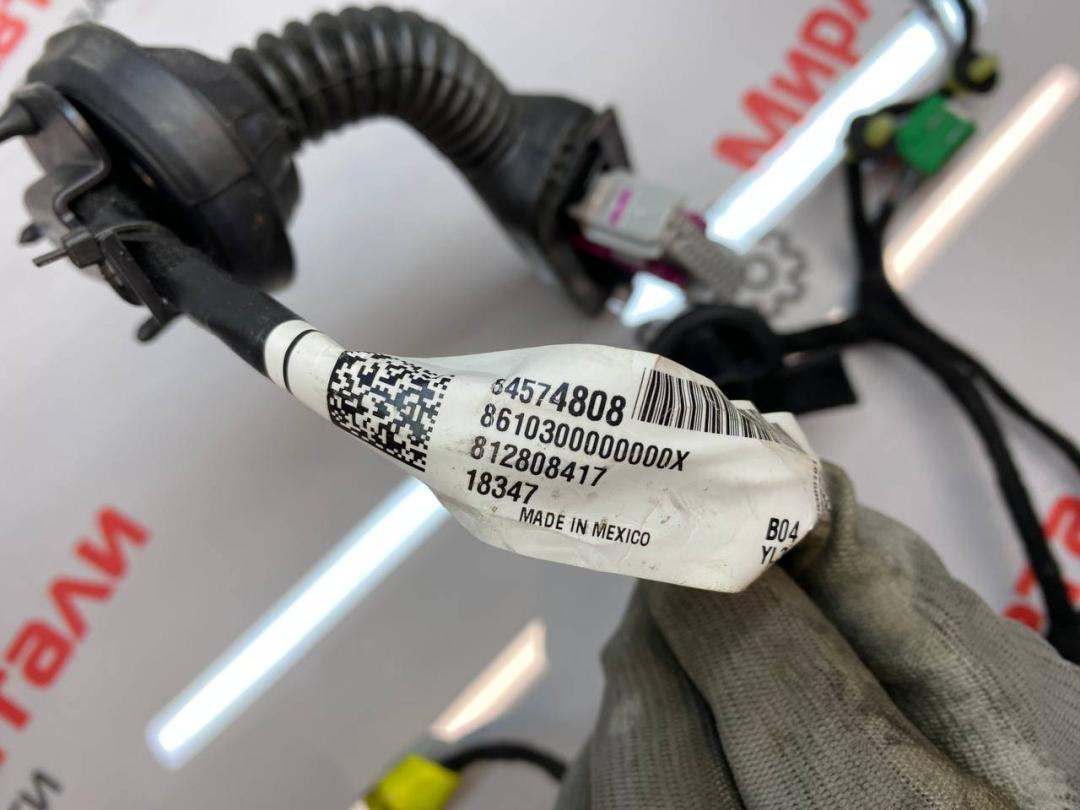 84574808
8610300000000X
812808417
18347
MADE IN MEXICO
B04